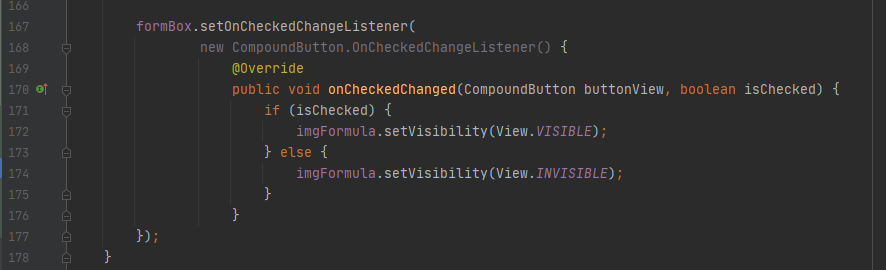 166
167 formBox.setOnCheckedChangeListener(
168 new CompoundButton.OnCheckedChangeListener() {
169 @Override
170 public void onCheckedChanged(CompoundButton buttonView, boolean isChecked) {
171 if (isChecked) {
172 imgFormula.setVisibility(View.VISIBLE);
173 } else {
174 imgFormula.setVisibility(View.INVISIBLE);
175 }
176 }
177 });
178 }